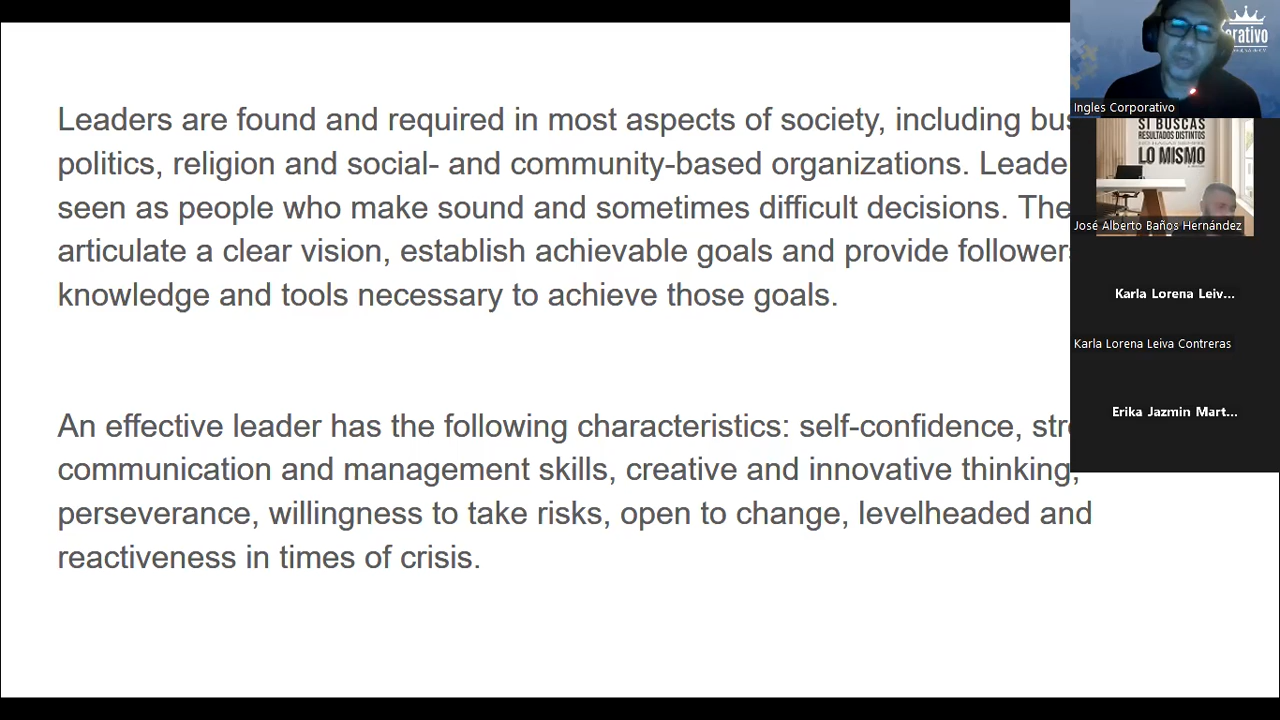 Leaders are found and required in most aspects of society, including
politics, religion and social- and community-based organizations.
seen as people who make sound and sometimes difficult decisions.
articulate a clear vision, establish achievable goals and provide
knowledge and tools necessary to achieve those goals.
An effective leader has the following characteristics: self-confidence,
communication and management skills, creative and innovative thinking,
perseverance, willingness to take risks, open to change, levelheaded and
reactiveness in times of crisis.
Ingles Corporativo
SI BUSCAS
RESULTADOS DISTINTOS
LO MISMO
José Alberto Baños Hernández
Karla Lorena Leiv...
Karla Lorena Leiva Contreras
Erika Jazmin Mart...